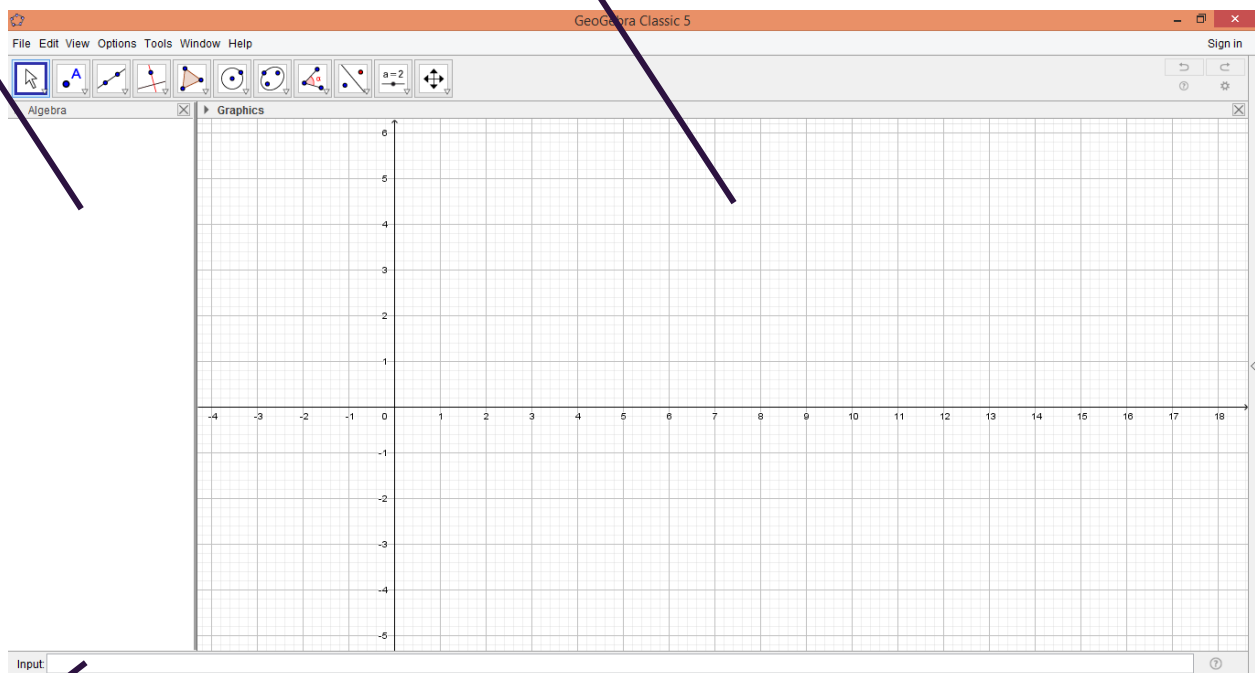 GeoGebra Classic 5
File Edit View Options Tools Window Help Sign in
A a=2
α
Algebra Graphics
6
5
4
3
2
1
-4 -3 -2 -1 0 1 2 3 4 5 6 7 8 9 10 11 12 13 14 15 16 17 18
-1
-2
-3
-4
-5
Input: